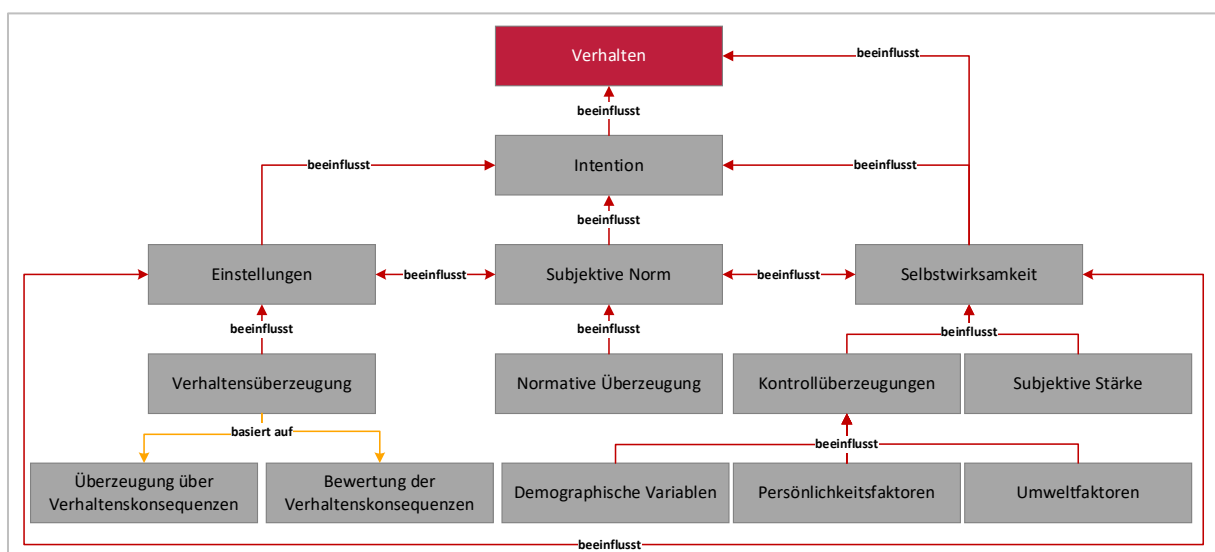 Verhalten
beeinflusst
beeinflusst
beeinflusst
Intention
beeinflusst
beeinflusst
Einstellungen
beeinflusst
Subjektive Norm
beeinflusst
Selbstwirksamkeit
beeinflusst
beeinflusst
beinflusst
Verhaltensüberzeugung
Normative Überzeugung
Kontrollüberzeugungen
Subjektive Stärke
basiert auf
beeinflusst
Überzeugung über
Verhaltenskonsequenzen
Bewertung der
Verhaltenskonsequenzen
Demographische Variablen
Persönlichkeitsfaktoren
Umweltfaktoren
beeinflusst